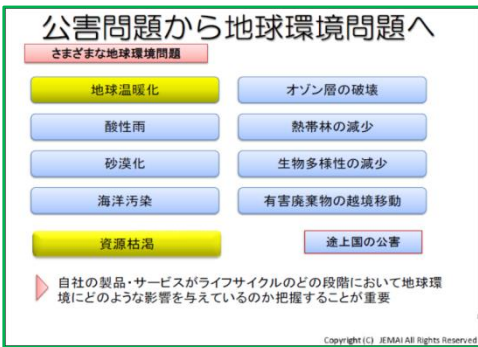 公害問題から地球環境問題へ
さまざまな地球環境問題
地球温暖化
オゾン層の破壊
酸性雨
熱帯林の減少
砂漠化
生物多様性の減少
海洋汚染
有害廃棄物の越境移動
資源枯渇
途上国の公害
自社の製品・サービスがライフサイクルのどの段階において地球環
境にどのような影響を与えているのか把握することが重要
Copyright (C) JEMAI All Rights Reserved